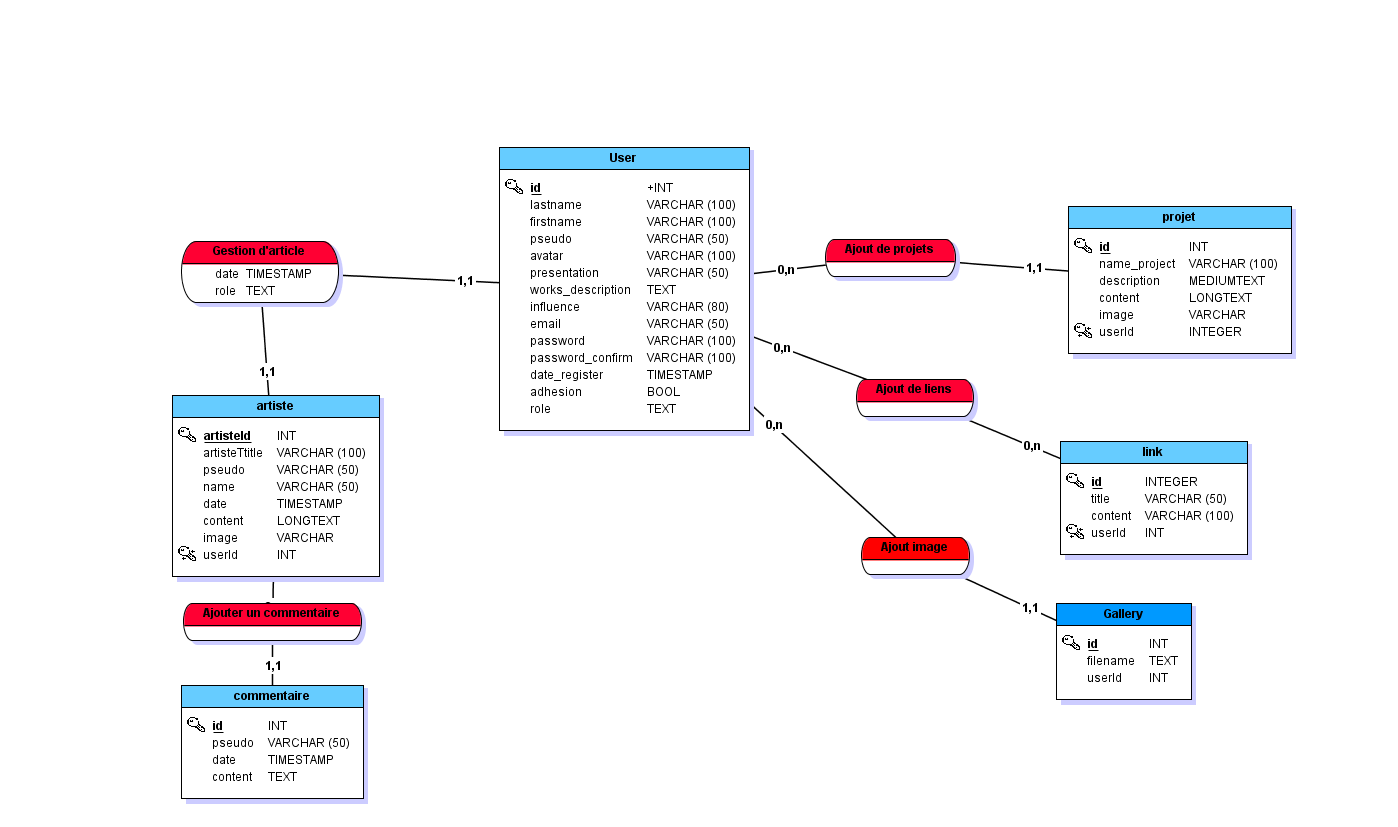 User
id +INT
lastname VARCHAR (100)
firstname VARCHAR (100)
pseudo VARCHAR (50)
avatar VARCHAR (100)
presentation VARCHAR (50)
works_description TEXT
influence VARCHAR (80)
email VARCHAR (50)
password VARCHAR (100)
password_confirm VARCHAR (100)
date_register TIMESTAMP
adhesion BOOL
role TEXT
Gestion d'article
date TIMESTAMP
role TEXT
1,1
1,1
artiste
artisteId INT
artisteTtitle VARCHAR (100)
pseudo VARCHAR (50)
name VARCHAR (50)
date TIMESTAMP
content LONGTEXT
image VARCHAR
userId INT
Ajouter un commentaire
1,1
commentaire
id INT
pseudo VARCHAR (50)
date TIMESTAMP
content TEXT
0,n
Ajout de projets
1,1
projet
id INT
name_project VARCHAR (100)
description MEDIUMTEXT
content LONGTEXT
image VARCHAR
userId INTEGER
0,n
Ajout de liens
0,n
link
id INTEGER
title VARCHAR (50)
content VARCHAR (100)
userId INT
0,n
Ajout image
1,1
Gallery
id INT
filename TEXT
userId INT